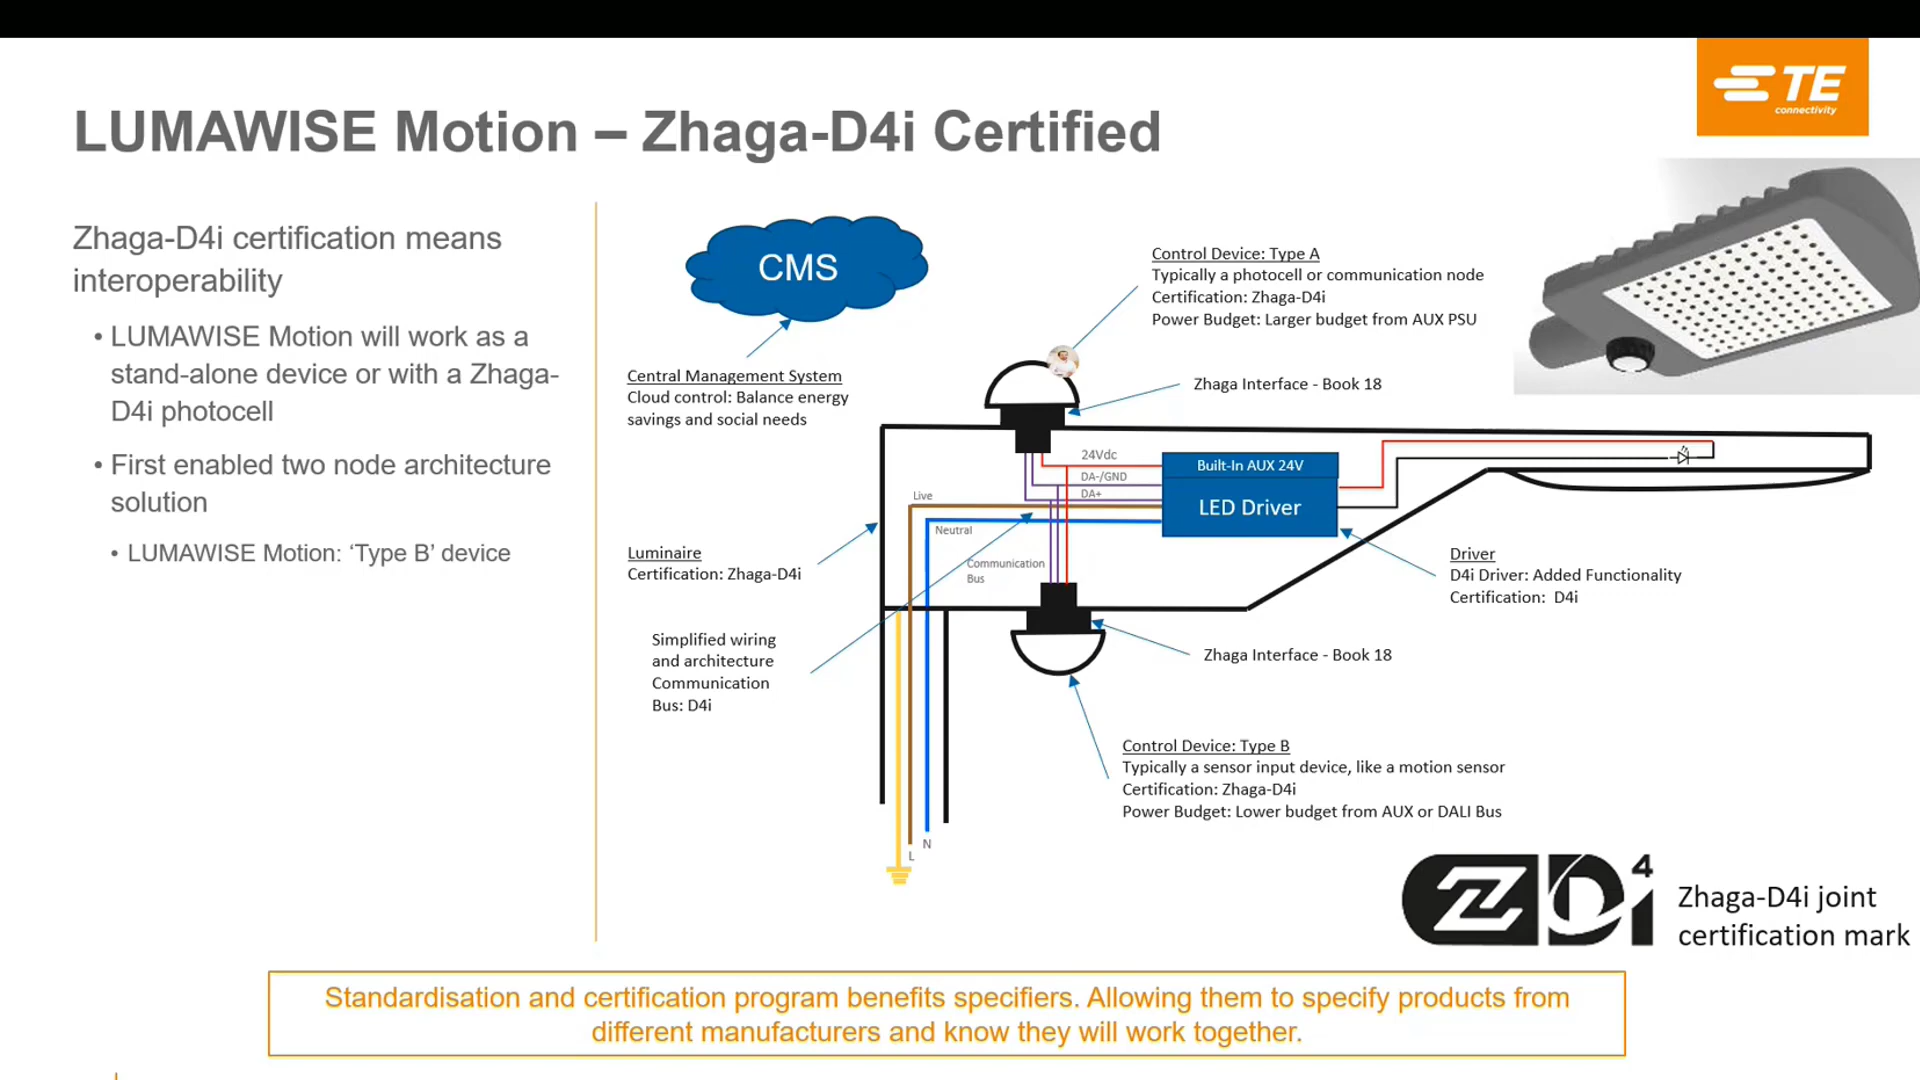 TE
connectivity
LUMAWISE Motion – Zhaga-D4i Certified
Zhaga-D4i certification means
interoperability
• LUMAWISE Motion will work as a
stand-alone device or with a Zhaga-
D4i photocell
• First enabled two node architecture
solution
• LUMAWISE Motion: ‘Type B’ device
CMS
Central Management System
Cloud control: Balance energy
savings and social needs
Control Device: Type A
Typically a photocell or communication node
Certification: Zhaga-D4i
Power Budget: Larger budget from AUX PSU
Zhaga Interface - Book 18
24Vdc
DA-/GND
DA+
Live
Neutral
Communication
Bus
Built-In AUX 24V
LED Driver
Luminaire
Certification: Zhaga-D4i
Driver
D4i Driver: Added Functionality
Certification: D4i
Simplified wiring
and architecture
Communication
Bus: D4i
Zhaga Interface - Book 18
Control Device: Type B
Typically a sensor input device, like a motion sensor
Certification: Zhaga-D4i
Power Budget: Lower budget from AUX or DALI Bus
N
L
Z D4i
Zhaga-D4i joint
certification mark
Standardisation and certification program benefits specifiers. Allowing them to specify products from
different manufacturers and know they will work together.